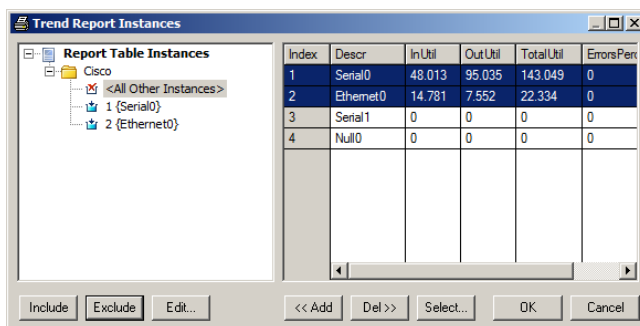 Trend Report Instances
Report Table Instances
Cisco
<All Other Instances>
1 {Serial0}
2 {Ethernet0}
Index Descr InUtil OutUtil TotalUtil ErrorsPerc
1 Serial0 48.013 95.035 143.049 0
2 Ethernet0 14.781 7.552 22.334 0
3 Serial1 0 0 0 0
4 Null0 0 0 0 0
Include Exclude Edit... << Add Del >> Select... OK Cancel